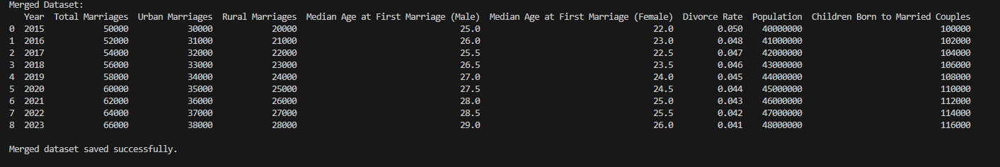 Merged Dataset:
Year Total Marriages Urban Marriages Rural Marriages Median Age at First Marriage (Male) Median Age at First Marriage (Female) Divorce Rate Population Children Born to Married Couples
0 2015 50000 30000 20000 25.0 22.0 0.050 40000000 100000
1 2016 52000 31000 21000 26.0 23.0 0.048 41000000 102000
2 2017 54000 32000 22000 25.5 22.5 0.047 42000000 104000
3 2018 56000 33000 23000 26.5 23.5 0.046 43000000 106000
4 2019 58000 34000 24000 27.0 24.0 0.045 44000000 108000
5 2020 60000 35000 25000 27.5 24.5 0.044 45000000 110000
6 2021 62000 36000 26000 28.0 25.0 0.043 46000000 112000
7 2022 64000 37000 27000 28.5 25.5 0.042 47000000 114000
8 2023 66000 38000 28000 29.0 26.0 0.041 48000000 116000
Merged dataset saved successfully.